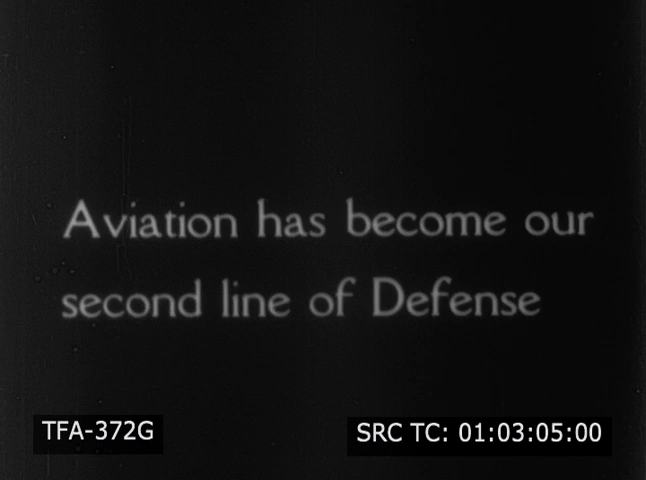 Aviation has become our
second line of Defense
TFA-372G
SRC TC: 01:03:05:00